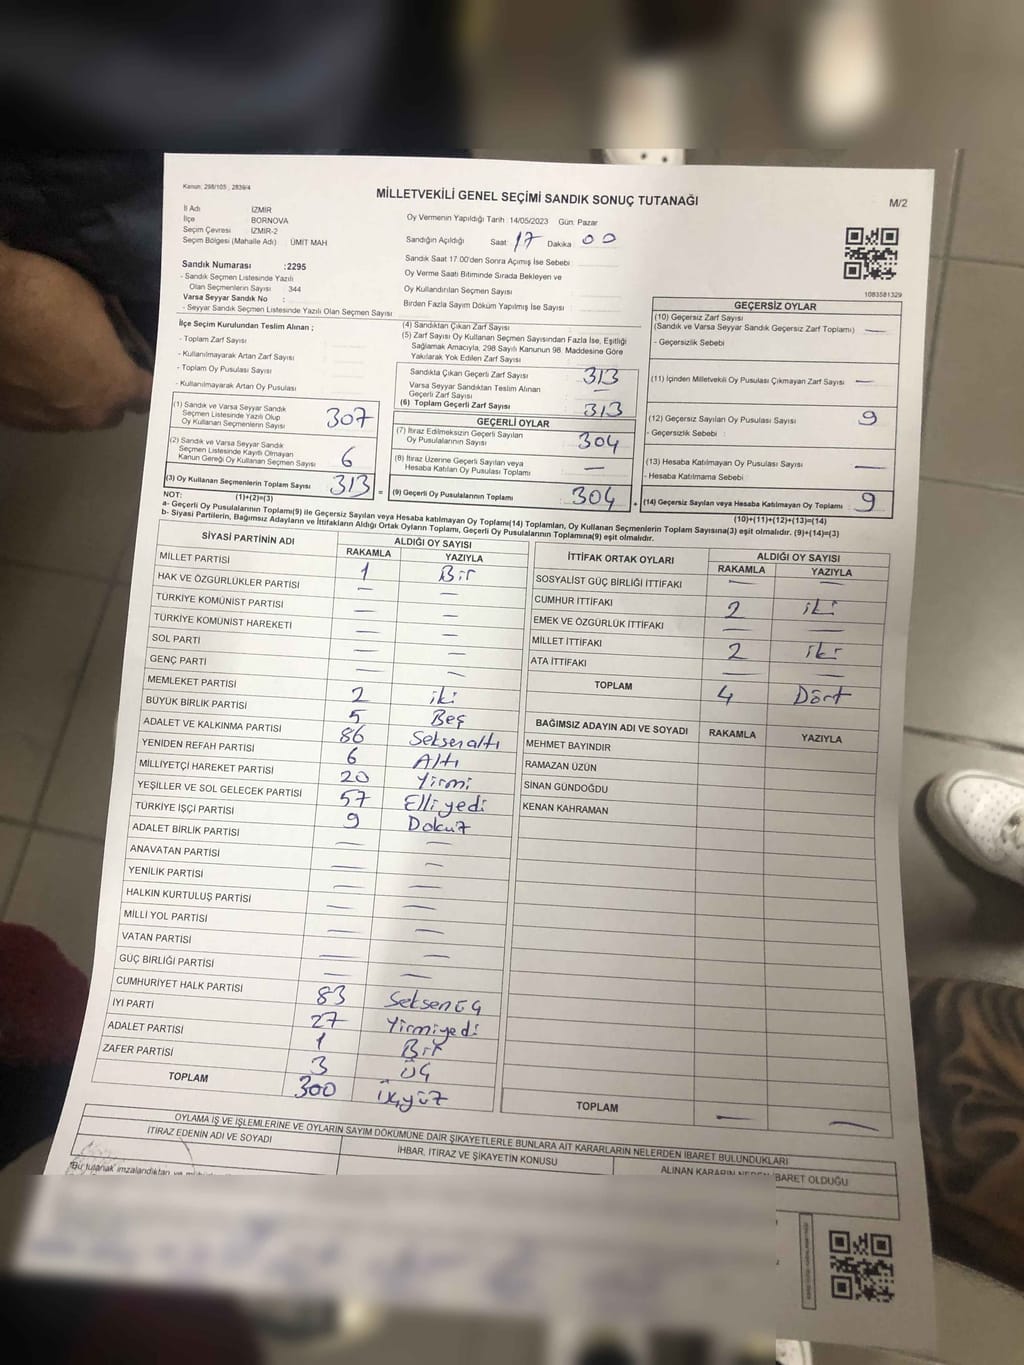 Kanun, 298/105 , 2839/4
MİLLETVEKİLİ GENEL SEÇİMİ SANDIK SONUÇ TUTANAĞI
M/2
İl Adı İZMİR
İlçe BORNOVA
Seçim Çevresi İZMİR-2
Seçim Bölgesi (Mahalle Adı) : ÜMİT MAH
Oy Vermenin Yapıldığı Tarih : 14/05/2023 Gün: Pazar
Sandığın Açıldığı Saat: 17 Dakika 00
Sandık Saat 17.00'den Sonra Açımış İse Sebebi
Oy Verme Saati Bitiminde Sırada Bekleyen ve
Oy Kullandırılan Seçmen Sayısı
Birden Fazla Sayım Döküm Yapılmış İse Sayısı
1083581329
Sandık Numarası :2295
- Sandık Seçmen Listesinde Yazılı
Olan Seçmenlerin Sayısı : 344
Varsa Seyyar Sandık No :
- Seyyar Sandık Seçmen Listesinde Yazılı Olan Seçmen Sayısı
İlçe Seçim Kurulundan Teslim Alınan ;
- Toplam Zarf Sayısı
- Kullanılmayarak Artan Zarf Sayısı
- Toplam Oy Pusulası Sayısı
- Kullanılmayarak Artan Oy Pusulası
(1) Sandık ve Varsa Seyyar Sandık
Seçmen Listesinde Yazılı Olup
Oy Kullanan Seçmenlerin Sayısı 307
(2) Sandık ve Varsa Seyyar Sandık
Seçmen Listesinde Kayıtlı Olmayan
Kanun Gereği Oy Kullanan Seçmen Sayısı 6
(3) Oy Kullanan Seçmenlerin Toplam Sayısı 313 =
(1)+(2)=(3)
(4) Sandıktan Çıkan Zarf Sayısı
(5) Zarf Sayısı Oy Kullanan Seçmen Sayısından Fazla İse, Eşitliği
Sağlamak Amacıyla, 298 Sayılı Kanunun 98. Maddesine Göre
Yakılarak Yok Edilen Zarf Sayısı
Sandıkta Çıkan Geçerli Zarf Sayısı 313
Varsa Seyyar Sandıktan Teslim Alınan
Geçerli Zarf Sayısı —
(6) Toplam Geçerli Zarf Sayısı 313
GEÇERLİ OYLAR
(7) İtiraz Edilmeksizin Geçerli Sayılan
Oy Pusulalarının Sayısı 304
(8) İtiraz Üzerine Geçerli Sayılan veya
Hesaba Katılan Oy Pusulası Toplamı —
(9) Geçerli Oy Pusulalarının Toplamı 304 +
GEÇERSİZ OYLAR
(10) Geçersiz Zarf Sayısı
(Sandık ve Varsa Seyyar Sandık Geçersiz Zarf Toplamı) —
- Geçersizlik Sebebi
(11) İçinden Milletvekili Oy Pusulası Çıkmayan Zarf Sayısı —
(12) Geçersiz Sayılan Oy Pusulası Sayısı 9
- Geçersizlik Sebebi :
(13) Hesaba Katılmayan Oy Pusulası Sayısı —
- Hesaba Katılmama Sebebi :
(14) Geçersiz Sayılan veya Hesaba Katılmayan Oy Toplamı : 9
(10)+(11)+(12)+(13)=(14)
NOT:
a- Geçerli Oy Pusulalarının Toplamı(9) ile Geçersiz Sayılan veya Hesaba katılmayan Oy Toplamı(14) Toplamları, Oy Kullanan Seçmenlerin Toplam Sayısına(3) eşit olmalıdır. (9)+(14)=(3)
b- Siyasi Partilerin, Bağımsız Adayların ve İttifakların Aldığı Ortak Oyların Toplamı, Geçerli Oy Pusulalarının Toplamına(9) eşit olmalıdır.
SİYASİ PARTİNİN ADI ALDIĞI OY SAYISI
RAKAMLA YAZIYLA
MİLLET PARTİSİ 1 Bir
HAK VE ÖZGÜRLÜKLER PARTİSİ — —
TÜRKİYE KOMÜNİST PARTİSİ — —
TÜRKİYE KOMÜNİST HAREKETİ — —
SOL PARTİ — —
GENÇ PARTİ — —
MEMLEKET PARTİSİ 2 iki
BÜYÜK BİRLİK PARTİSİ 5 Beş
ADALET VE KALKINMA PARTİSİ 86 Seksenaltı
YENİDEN REFAH PARTİSİ 6 Altı
MİLLİYETÇİ HAREKET PARTİSİ 20 Yirmi
YEŞİLLER VE SOL GELECEK PARTİSİ 57 Elliyedi
TÜRKİYE İŞÇİ PARTİSİ 9 Dokuz
ADALET BİRLİK PARTİSİ — —
ANAVATAN PARTİSİ — —
YENİLİK PARTİSİ — —
HALKIN KURTULUŞ PARTİSİ — —
MİLLİ YOL PARTİSİ — —
VATAN PARTİSİ — —
GÜÇ BİRLİĞİ PARTİSİ — —
CUMHURİYET HALK PARTİSİ 83 Seksenüç
İYİ PARTİ 27 Yirmiyedi
ADALET PARTİSİ 1 Bir
ZAFER PARTİSİ 3 Üç
TOPLAM 300 Üçyüz
İTTİFAK ORTAK OYLARI ALDIĞI OY SAYISI
RAKAMLA YAZIYLA
SOSYALİST GÜÇ BİRLİĞİ İTTİFAKI — —
CUMHUR İTTİFAKI 2 iki
EMEK VE ÖZGÜRLÜK İTTİFAKI — —
MİLLET İTTİFAKI 2 iki
ATA İTTİFAKI — —
TOPLAM 4 Dört
BAĞIMSIZ ADAYIN ADI VE SOYADI RAKAMLA YAZIYLA
MEHMET BAYINDIR
RAMAZAN UZUN
SİNAN GÜNDOĞDU
KENAN KAHRAMAN
TOPLAM — —
OYLAMA İŞ VE İŞLEMLERİNE VE OYLARIN SAYIM DÖKÜMÜNE DAİR ŞİKAYETLERLE BUNLARA AİT KARARLARIN NELERDEN İBARET BULUNDUKLARI
İTİRAZ EDENİN ADI VE SOYADI İHBAR, İTİRAZ VE ŞİKAYETİN KONUSU ALINAN KARARIN NEDEN İBARET OLDUĞU
"Bu tutanak imzalandıktan